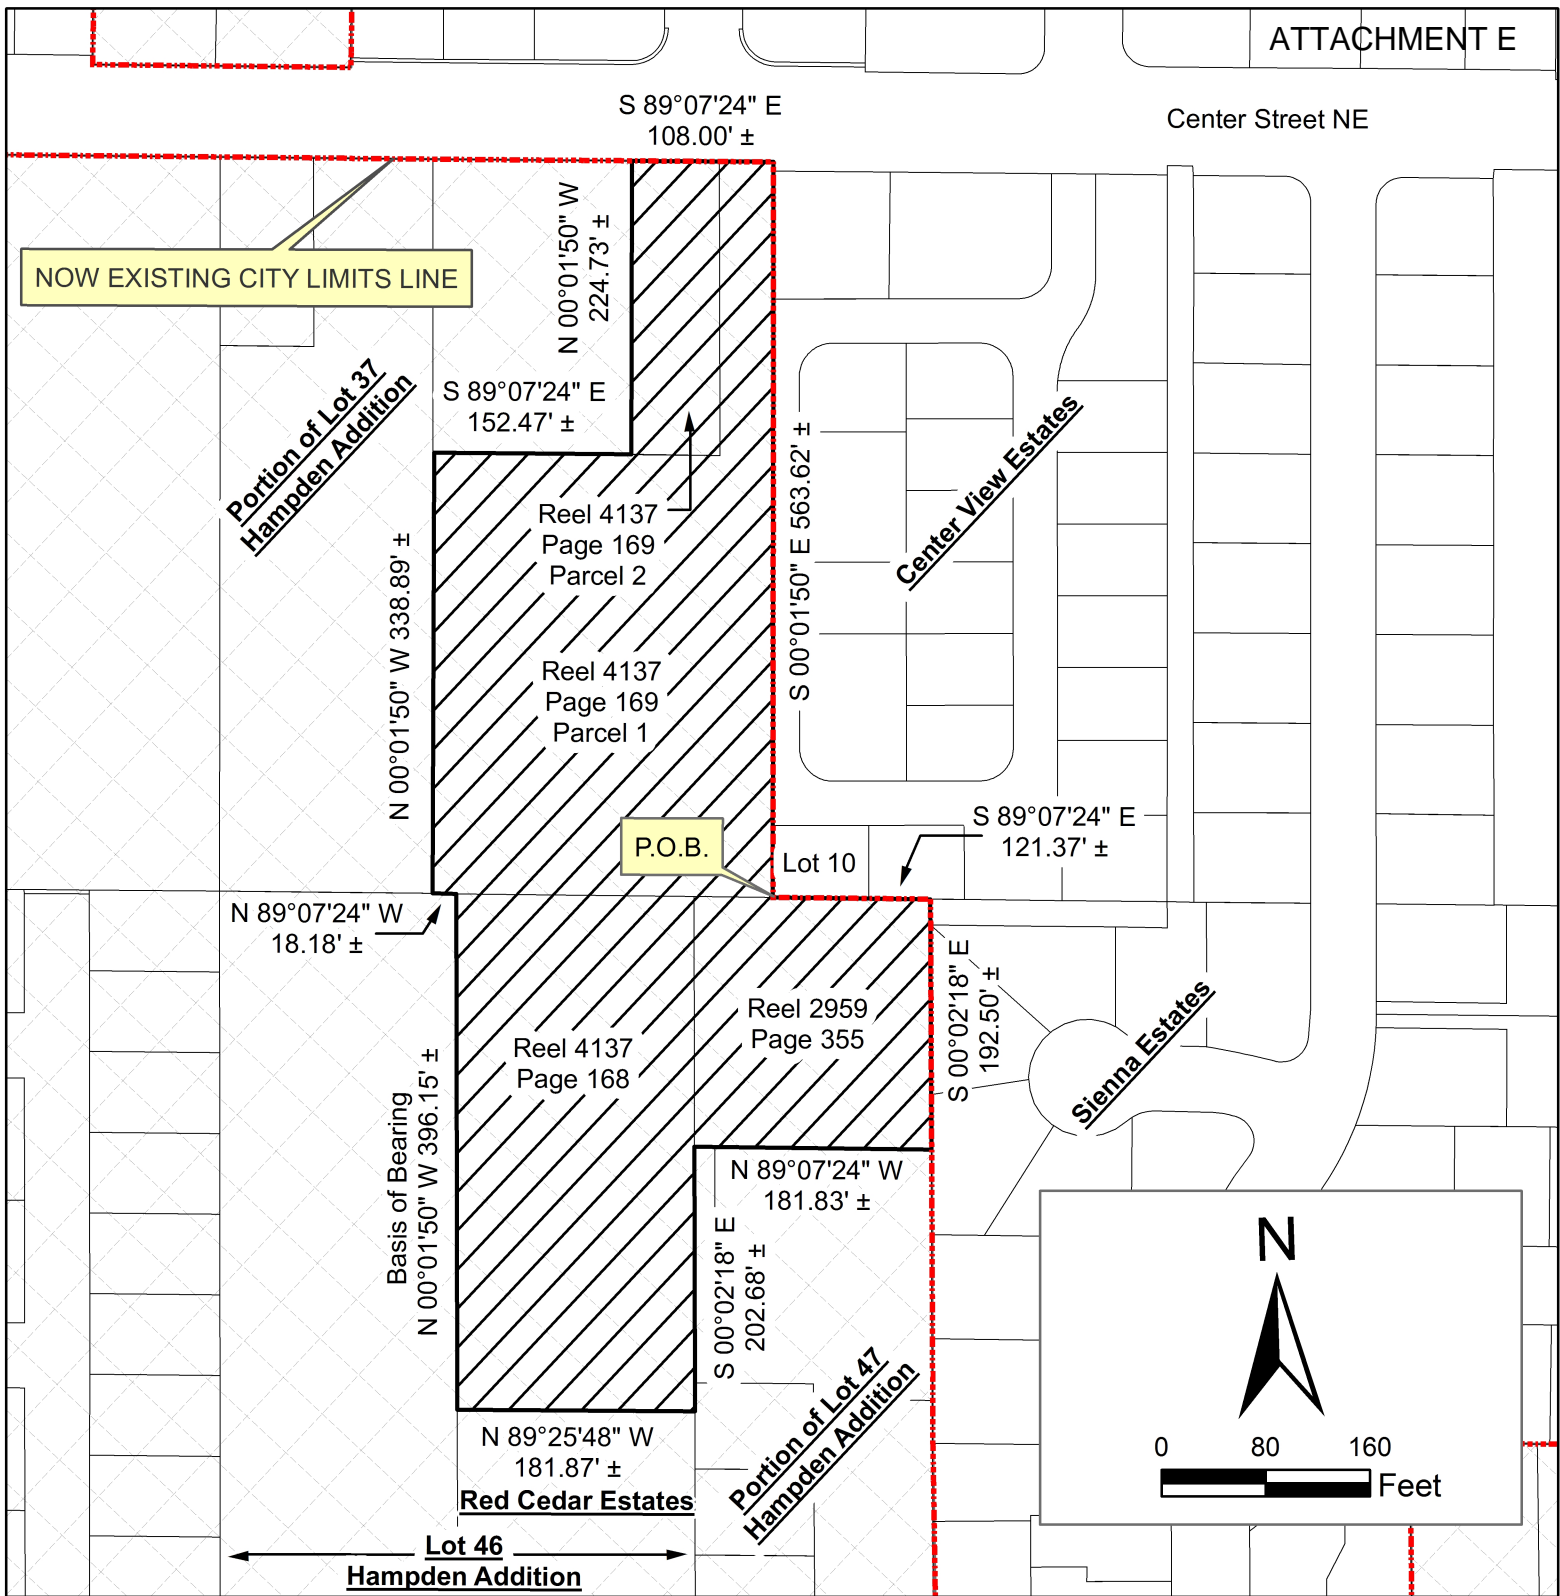 ATTACHMENT E
S 89°07'24" E
108.00' ±
Center Street NE
NOW EXISTING CITY LIMITS LINE
N 00°01'50" W
224.73' ±
S 89°07'24" E
152.47' ±
Portion of Lot 37
Hampden Addition
Reel 4137
Page 169
Parcel 2
N 00°01'50" W 338.89' ±
S 00°01'50" E 563.62' ±
Center View Estates
Reel 4137
Page 169
Parcel 1
P.O.B.
Lot 10
S 89°07'24" E
121.37' ±
N 89°07'24" W
18.18' ±
Reel 2959
Page 355
S 00°02'18" E
192.50' ±
Sienna Estates
Reel 4137
Page 168
Basis of Bearing
N 00°01'50" W 396.15' ±
N 89°07'24" W
181.83' ±
S 00°02'18" E
202.68' ±
N 89°25'48" W
181.87' ±
Red Cedar Estates
Portion of Lot 47
Hampden Addition
Lot 46
Hampden Addition
N
0 80 160
Feet